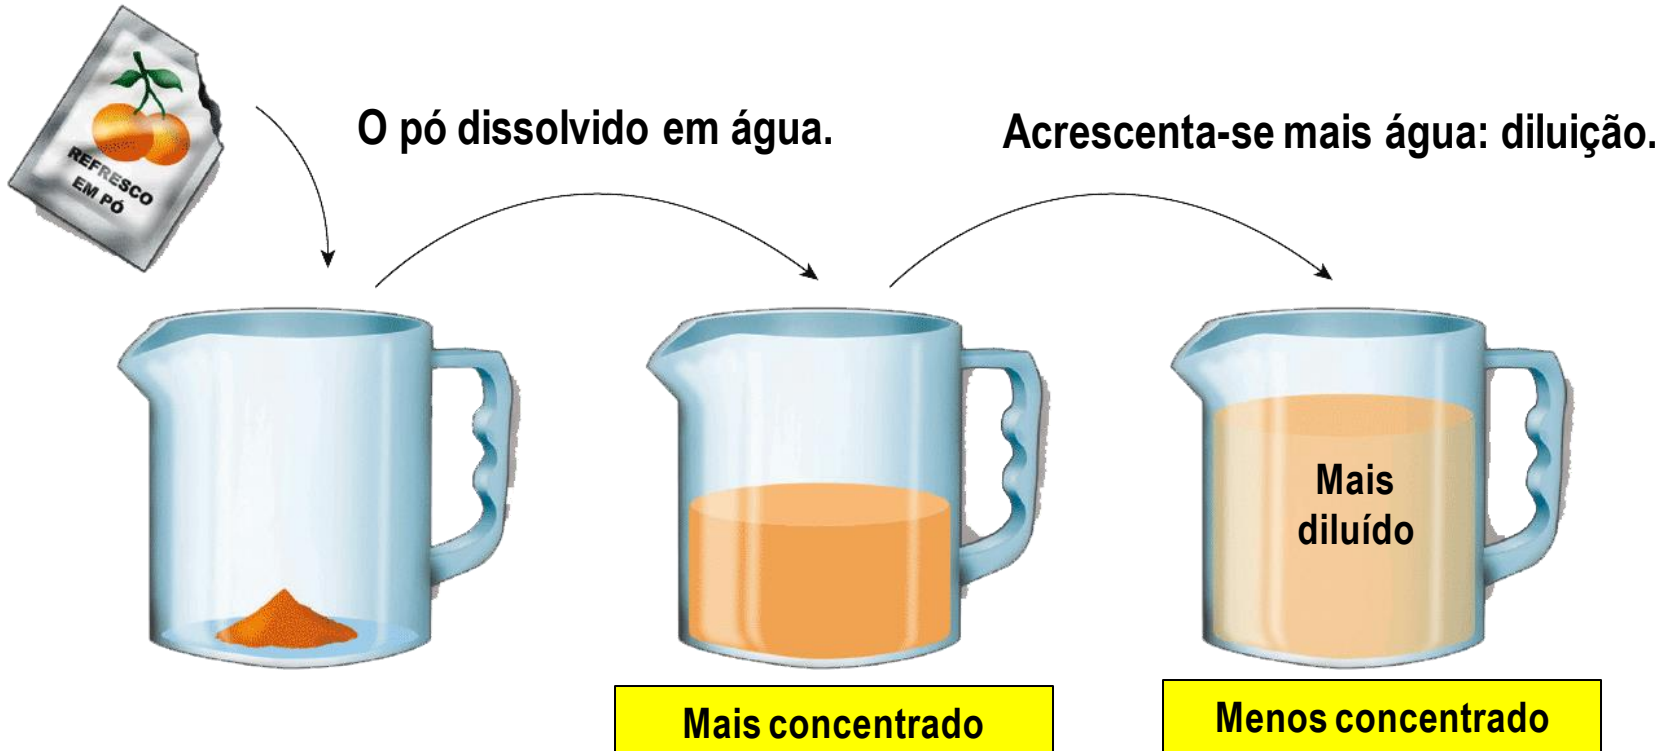 REFRESCO
EM PÓ
O pó dissolvido em água.
Acrescenta-se mais água: diluição.
Mais
diluído
Mais concentrado
Menos concentrado